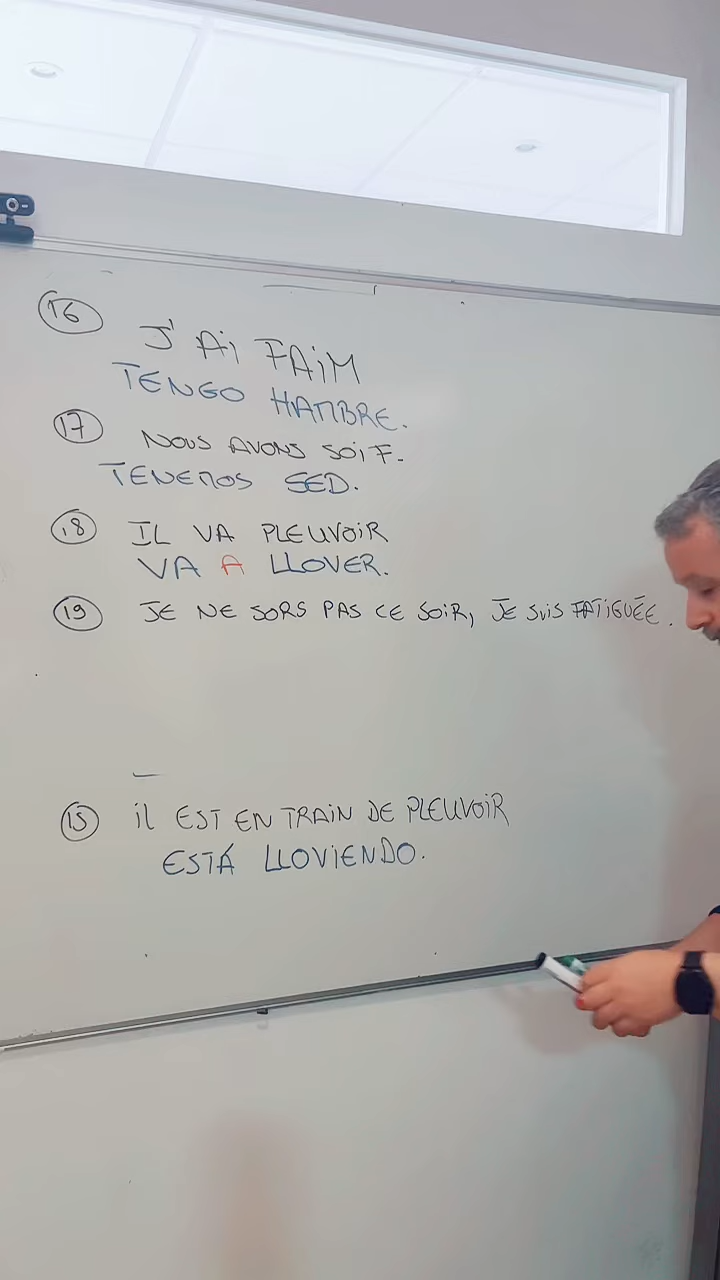 16
J'Ai FAiM
TENGO HAMBRE.
17
NOUS AVONS SOiF.
TENEMOS SED.
18
IL VA PLEUVOiR
VA A LLOVER.
19
JE NE SORS PAS CE SOiR, JE SUiS FATiGUÉE.
15
iL EST EN TRAiN DE PLEUVOiR
ESTÁ LLOViENDO.